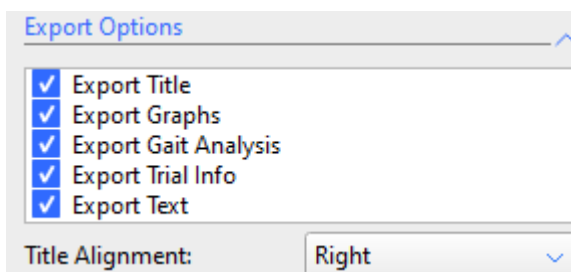 Export Options
Export Title
Export Graphs
Export Gait Analysis
Export Trial Info
Export Text
Title Alignment: Right